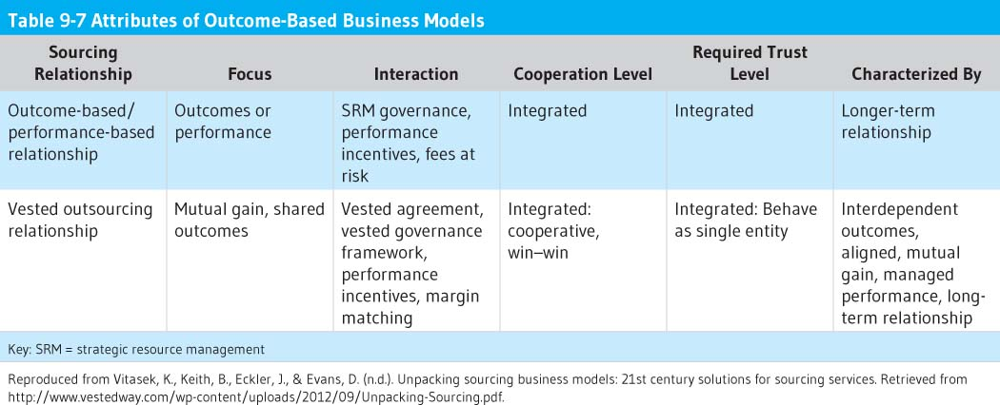 Table 9-7 Attributes of Outcome-Based Business Models
Sourcing
Relationship
Focus
Interaction
Cooperation Level
Required Trust
Level
Characterized By
Outcome-based/
performance-based
relationship
Outcomes or
performance
SRM governance,
performance
incentives, fees at
risk
Integrated
Integrated
Longer-term
relationship
Vested outsourcing
relationship
Mutual gain, shared
outcomes
Vested agreement,
vested governance
framework,
performance
incentives, margin
matching
Integrated:
cooperative,
win–win
Integrated: Behave
as single entity
Interdependent
outcomes,
aligned, mutual
gain, managed
performance, long-
term relationship
Key: SRM = strategic resource management
Reproduced from Vitasek, K., Keith, B., Eckler, J., & Evans, D. (n.d.). Unpacking sourcing business models: 21st century solutions for sourcing services. Retrieved from
http://www.vestedway.com/wp-content/uploads/2012/09/Unpacking-Sourcing.pdf.